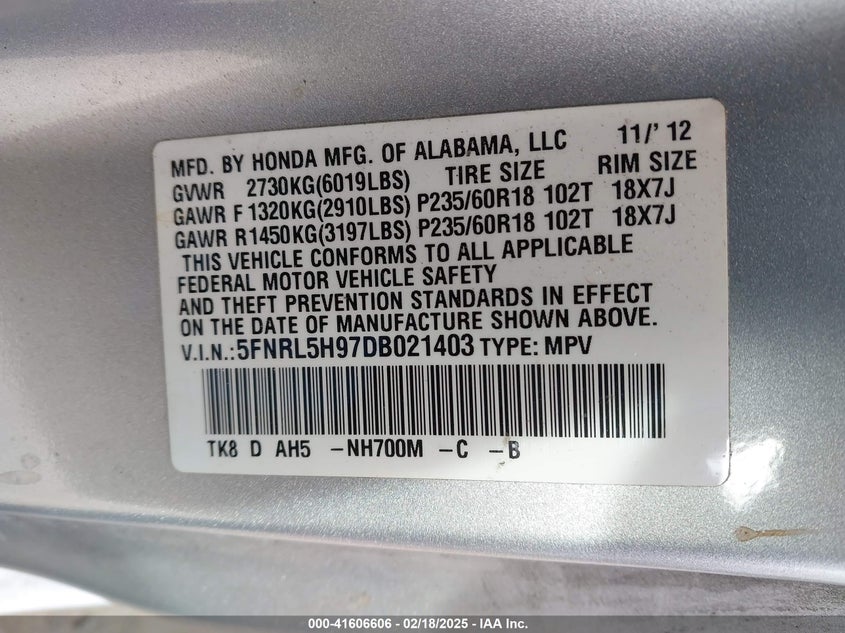 MFD. BY HONDA MFG. OF ALABAMA, LLC 11/' 12
GVWR 2730KG(6019LBS) TIRE SIZE RIM SIZE
GAWR F 1320KG(2910LBS) P235/60R18 102T 18X7J
GAWR R1450KG(3197LBS) P235/60R18 102T 18X7J
THIS VEHICLE CONFORMS TO ALL APPLICABLE
FEDERAL MOTOR VEHICLE SAFETY
AND THEFT PREVENTION STANDARDS IN EFFECT
ON THE DATE OF MANUFACTURE SHOWN ABOVE.
V.I.N.:5FNRL5H97DB021403 TYPE: MPV
TK8 D AH5 -NH700M -C -B
000-41606606 - 02/18/2025 - IAA Inc.